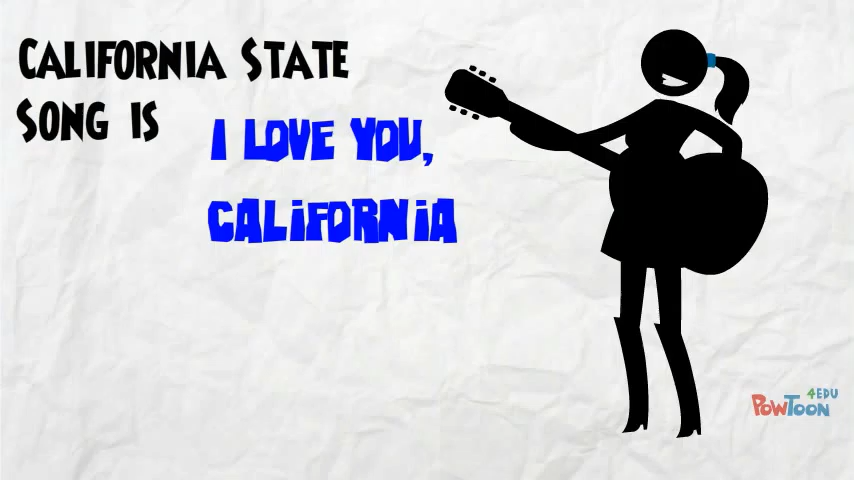 CALIFORNIA STATE
SONG IS
I LOVE YOU,
CALIFORNIA
4EDU
POWTOON